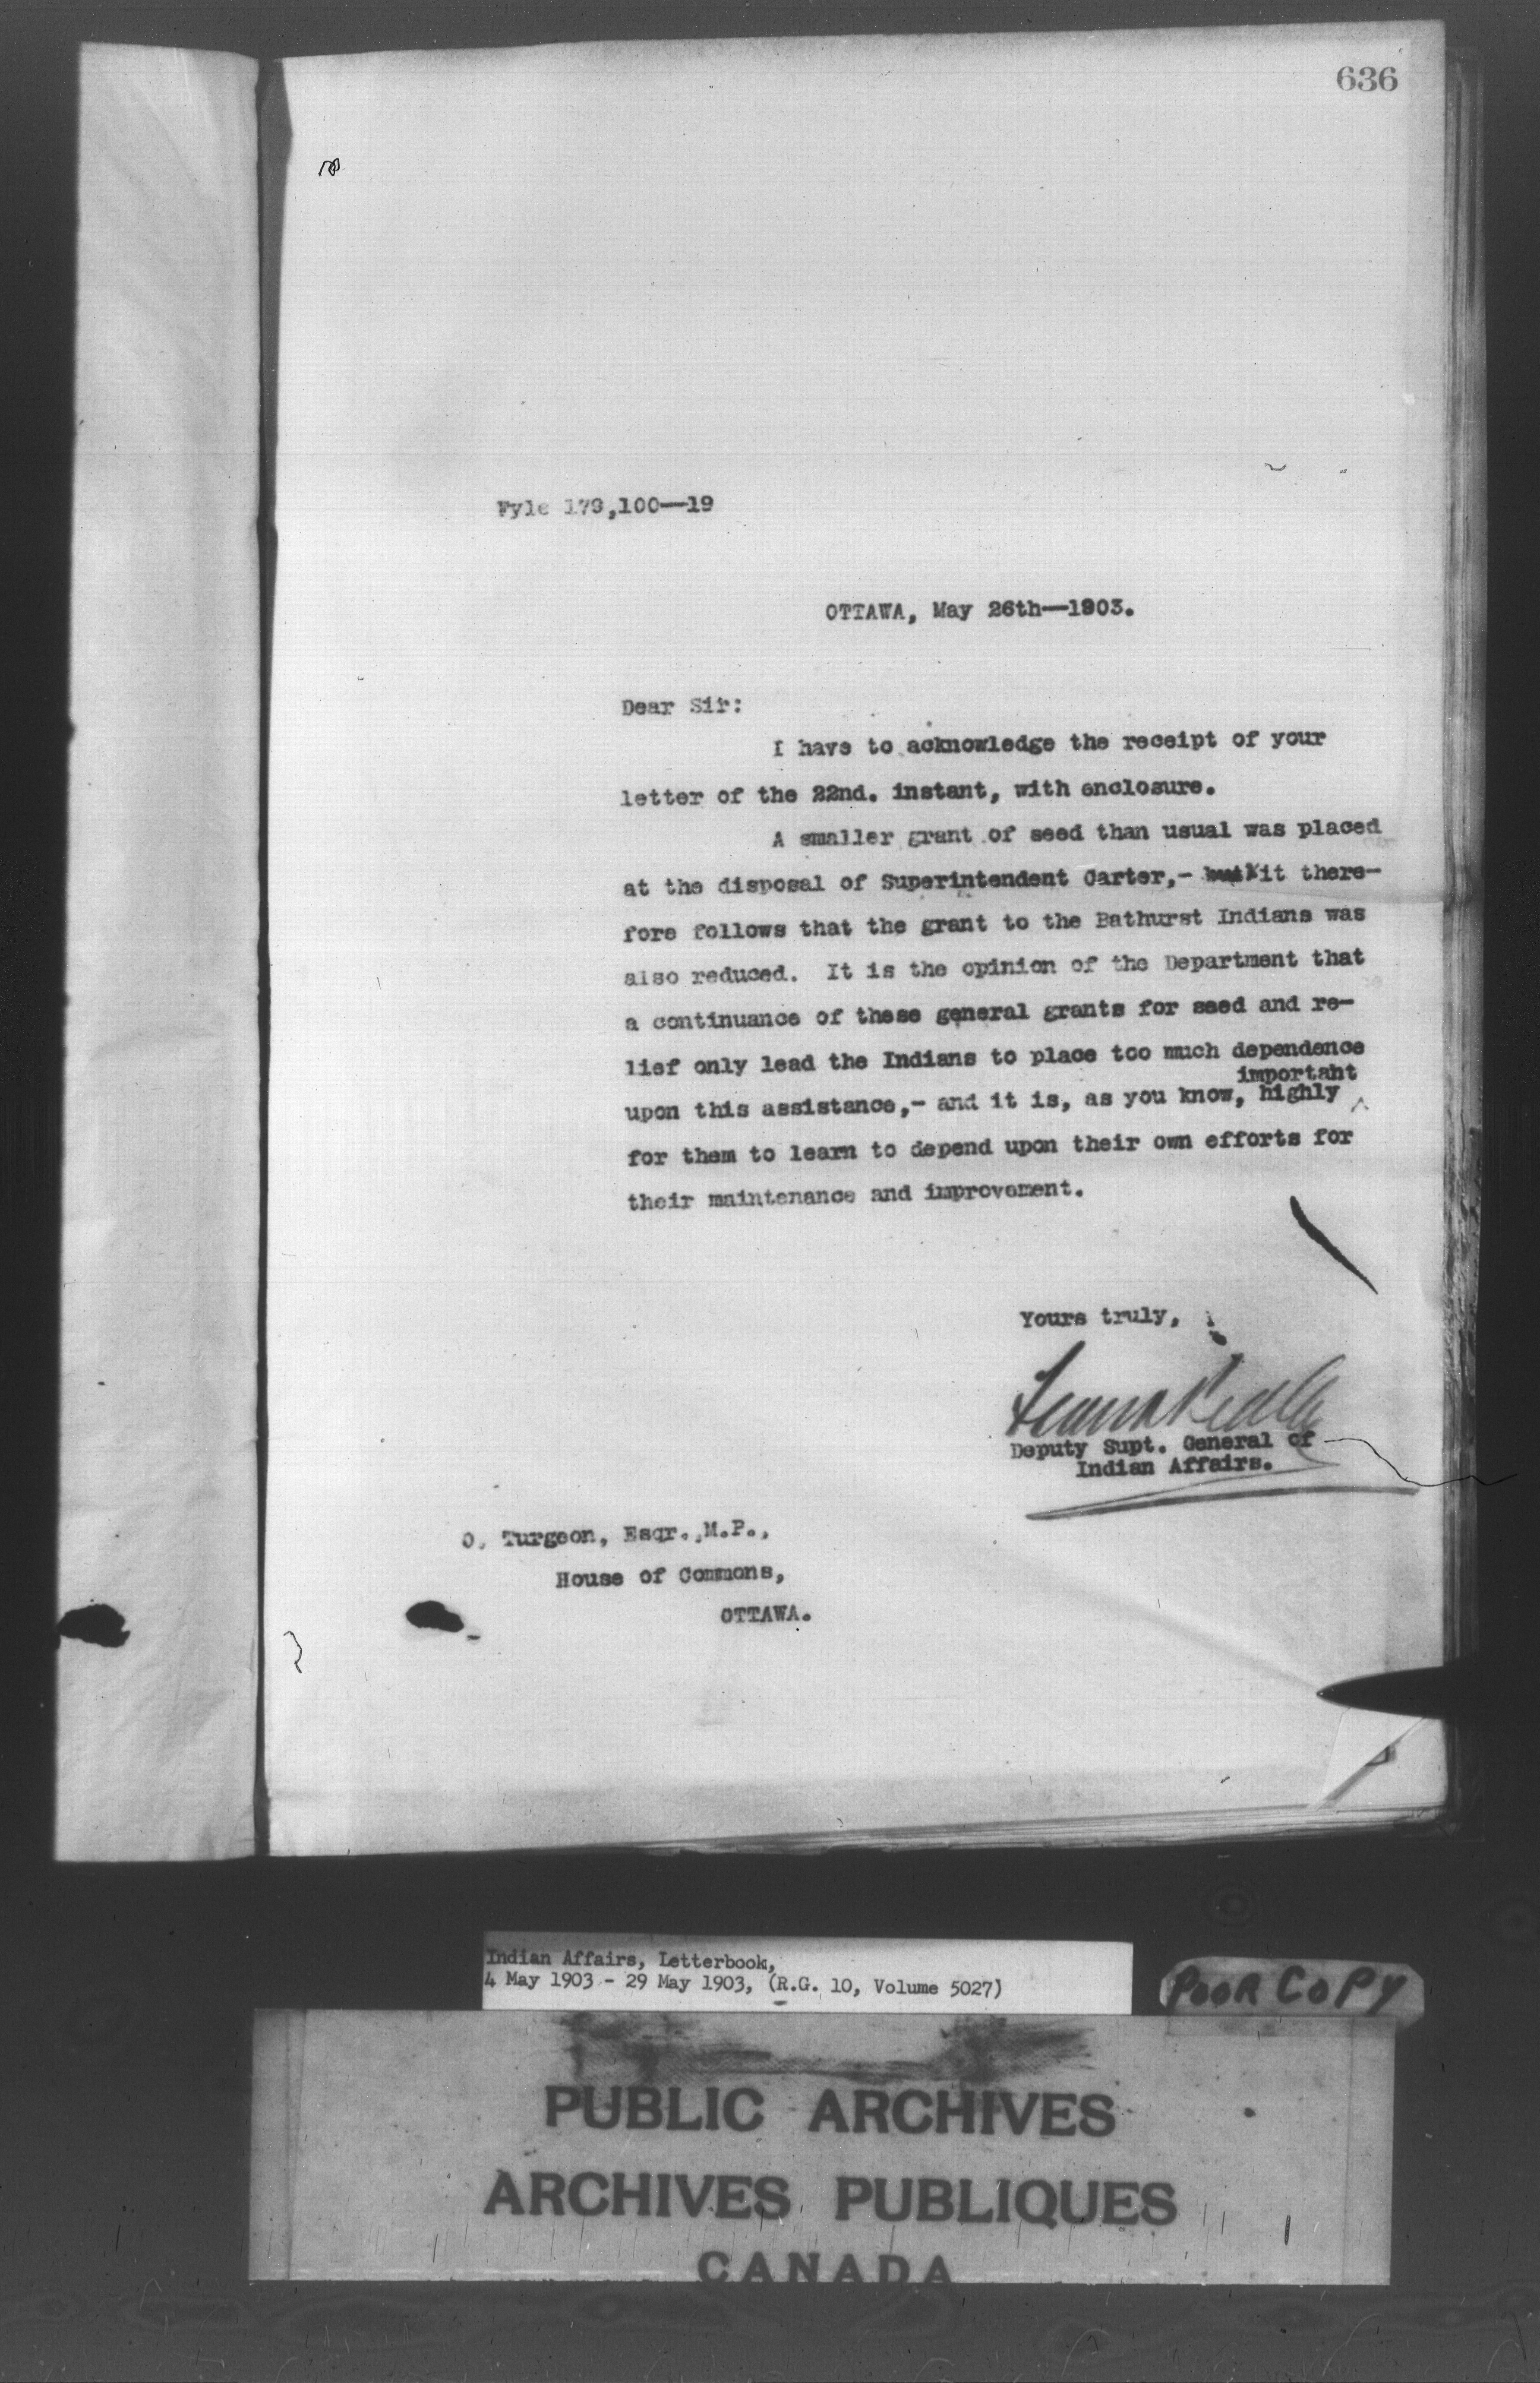 636
Fyle 179,100—19
OTTAWA, May 26th—1903.
Dear Sir:
I have to acknowledge the receipt of your
letter of the 22nd. instant, with enclosure.
A smaller grant of seed than usual was placed
at the disposal of Superintendent Carter,- it there-
fore follows that the grant to the Bathurst Indians was
also reduced. It is the opinion of the Department that
a continuance of these general grants for seed and re-
lief only lead the Indians to place too much dependence
important
upon this assistance,- and it is, as you know, highly ^
for them to learn to depend upon their own efforts for
their maintenance and improvement.
Yours truly,
Deputy Supt. General of
Indian Affairs.
O. Turgeon, Esqr., M.P.,
House of Commons,
OTTAWA.
Indian Affairs, Letterbook,
4 May 1903 - 29 May 1903, (R.G. 10, Volume 5027)
POOR COPY
PUBLIC ARCHIVES
ARCHIVES PUBLIQUES
CANADA